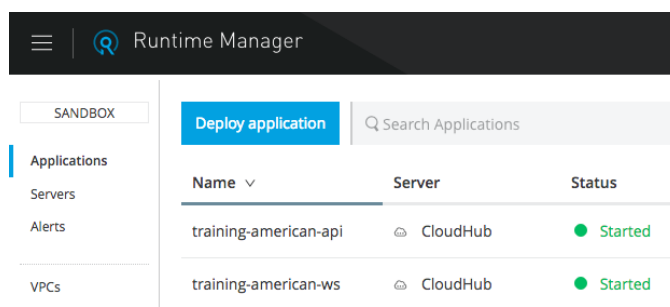 Runtime Manager
SANDBOX
Applications
Servers
Alerts
VPCs
Deploy application
Search Applications
Name Server Status
training-american-api CloudHub Started
training-american-ws CloudHub Started